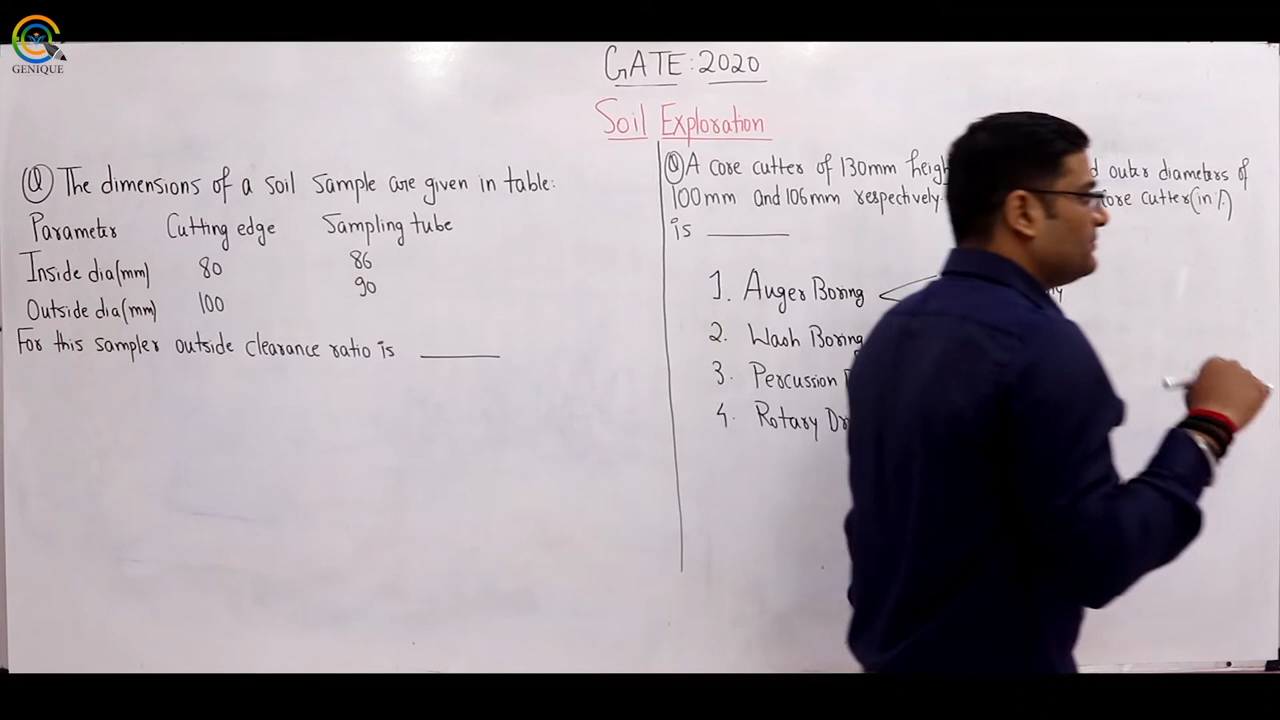 GENIQUE
GATE: 2020
Soil Exploration
Q The dimensions of a soil sample are given in table:
Parameter Cutting edge Sampling tube
Inside dia(mm) 80 86
Outside dia(mm) 100 90
For this sampler outside clearance ratio is ______
Q A core cutter of 130mm outer diameters of
100mm and 106mm respectively. core cutter(in %)
is ______
1. Auger Boring
2. Wash Boring
3. Percussion
4. Rotary